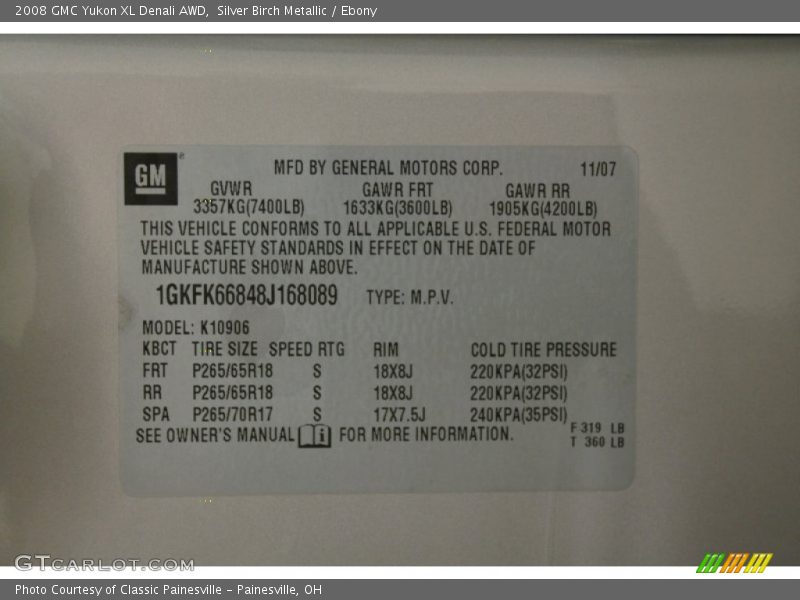 2008 GMC Yukon XL Denali AWD, Silver Birch Metallic / Ebony
GM
MFD BY GENERAL MOTORS CORP. 11/07
GVWR GAWR FRT GAWR RR
3357KG(7400LB) 1633KG(3600LB) 1905KG(4200LB)
THIS VEHICLE CONFORMS TO ALL APPLICABLE U.S. FEDERAL MOTOR
VEHICLE SAFETY STANDARDS IN EFFECT ON THE DATE OF
MANUFACTURE SHOWN ABOVE.
1GKFK66848J168089 TYPE: M.P.V.
MODEL: K10906
KBCT TIRE SIZE SPEED RTG RIM COLD TIRE PRESSURE
FRT P265/65R18 S 18X8J 220KPA(32PSI)
RR P265/65R18 S 18X8J 220KPA(32PSI)
SPA P265/70R17 S 17X7.5J 240KPA(35PSI)
SEE OWNER'S MANUAL i FOR MORE INFORMATION.
F 319 LB
T 360 LB
GTCARLOT.COM
Photo Courtesy of Classic Painesville - Painesville, OH